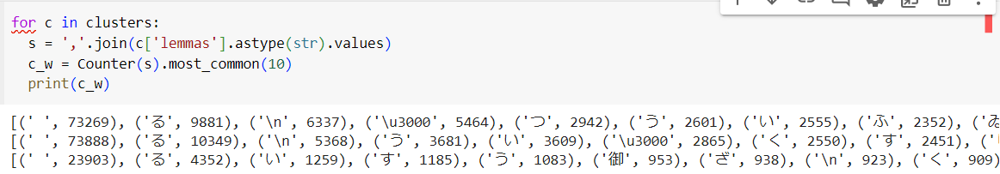 for c in clusters:
s = ','.join(c['lemmas'].astype(str).values)
c_w = Counter(s).most_common(10)
print(c_w)
[(' ', 73269), ('る', 9881), ('\n', 6337), ('\u3000', 5464), ('つ', 2942), ('う', 2601), ('い', 2555), ('ふ', 2352), ('ゐ
[(' ', 73888), ('る', 10349), ('\n', 5368), ('う', 3681), ('い', 3609), ('\u3000', 2865), ('く', 2550), ('す', 2451), ('
[(' ', 23903), ('る', 4352), ('い', 1259), ('す', 1185), ('う', 1083), ('御', 953), ('ざ', 938), ('\n', 923), ('く', 909)